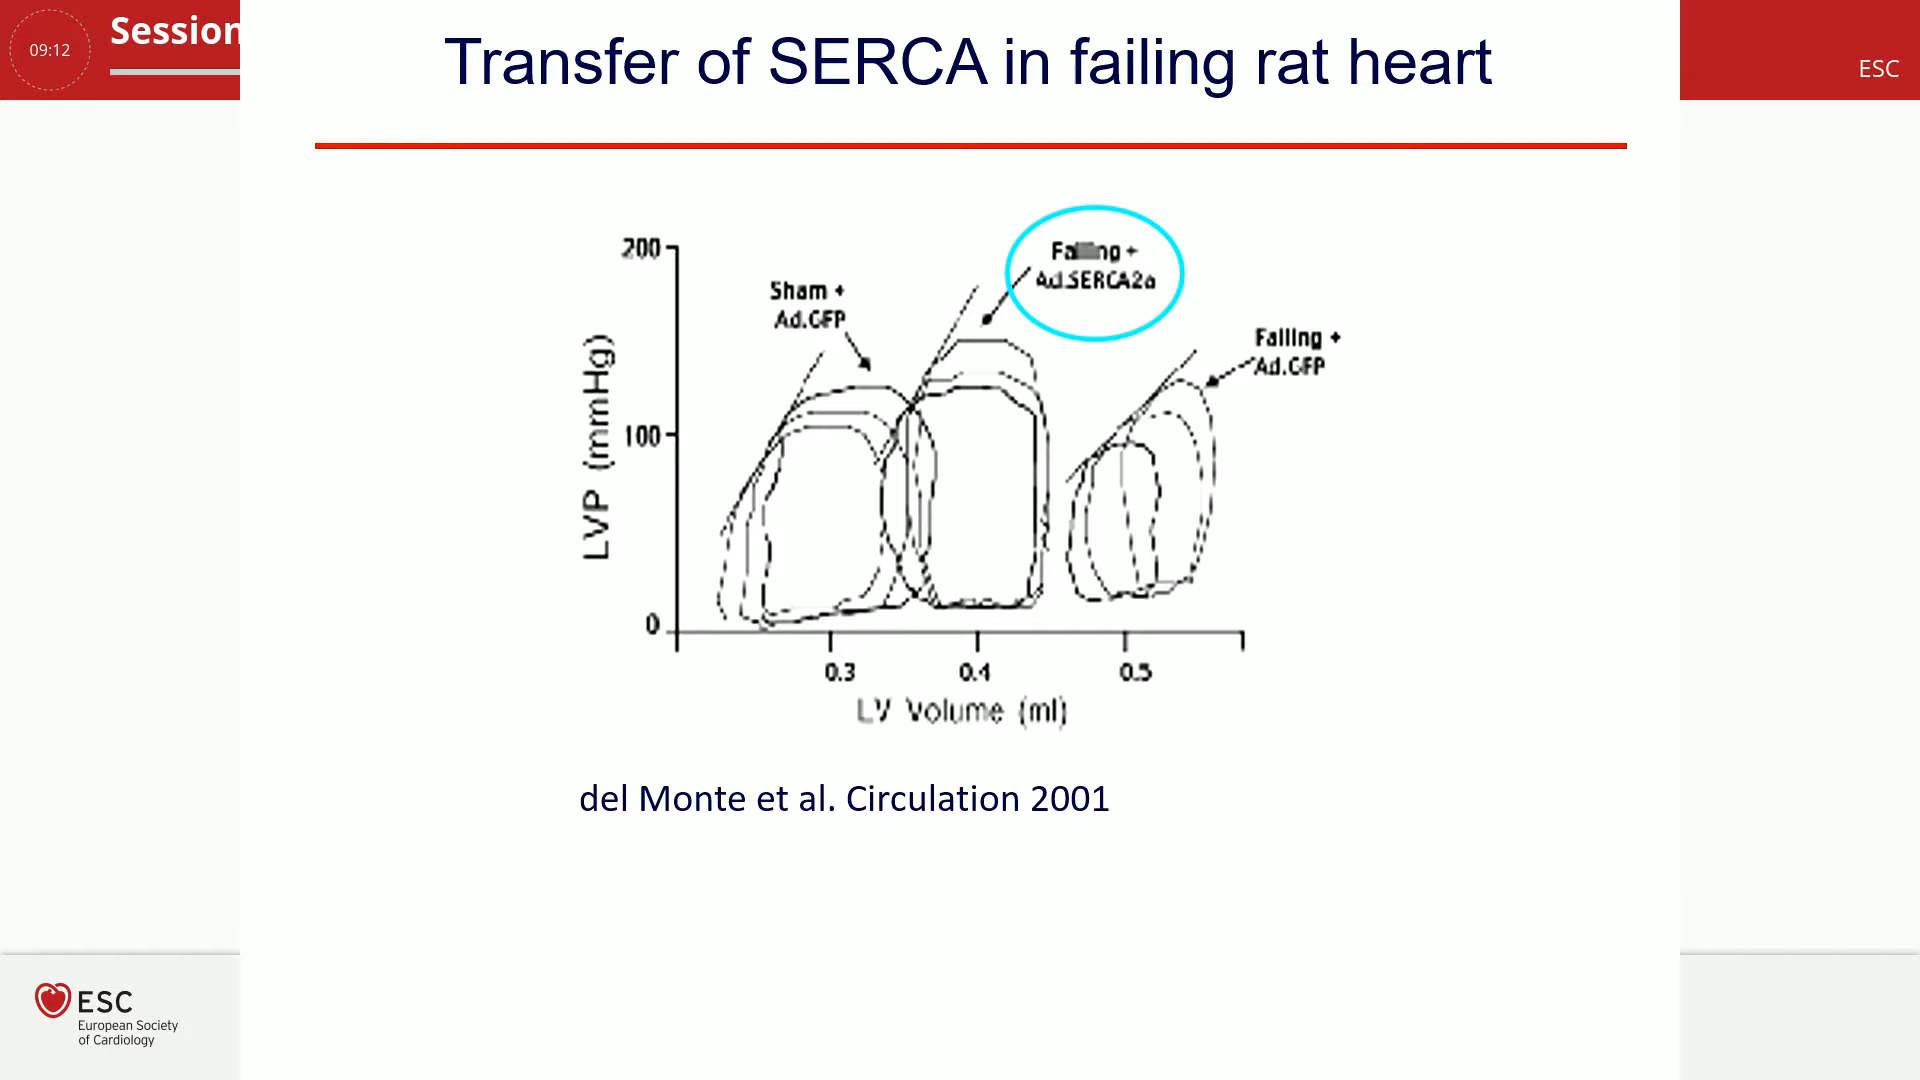 09:12
Session
ESC
Transfer of SERCA in failing rat heart
200
100
0
LVP (mmHg)
Sham +
Ad.GFP
Failing +
Ad.SERCA2a
Failing +
Ad.GFP
0.3
0.4
0.5
LV Volume (ml)
del Monte et al. Circulation 2001
ESC
European Society
of Cardiology